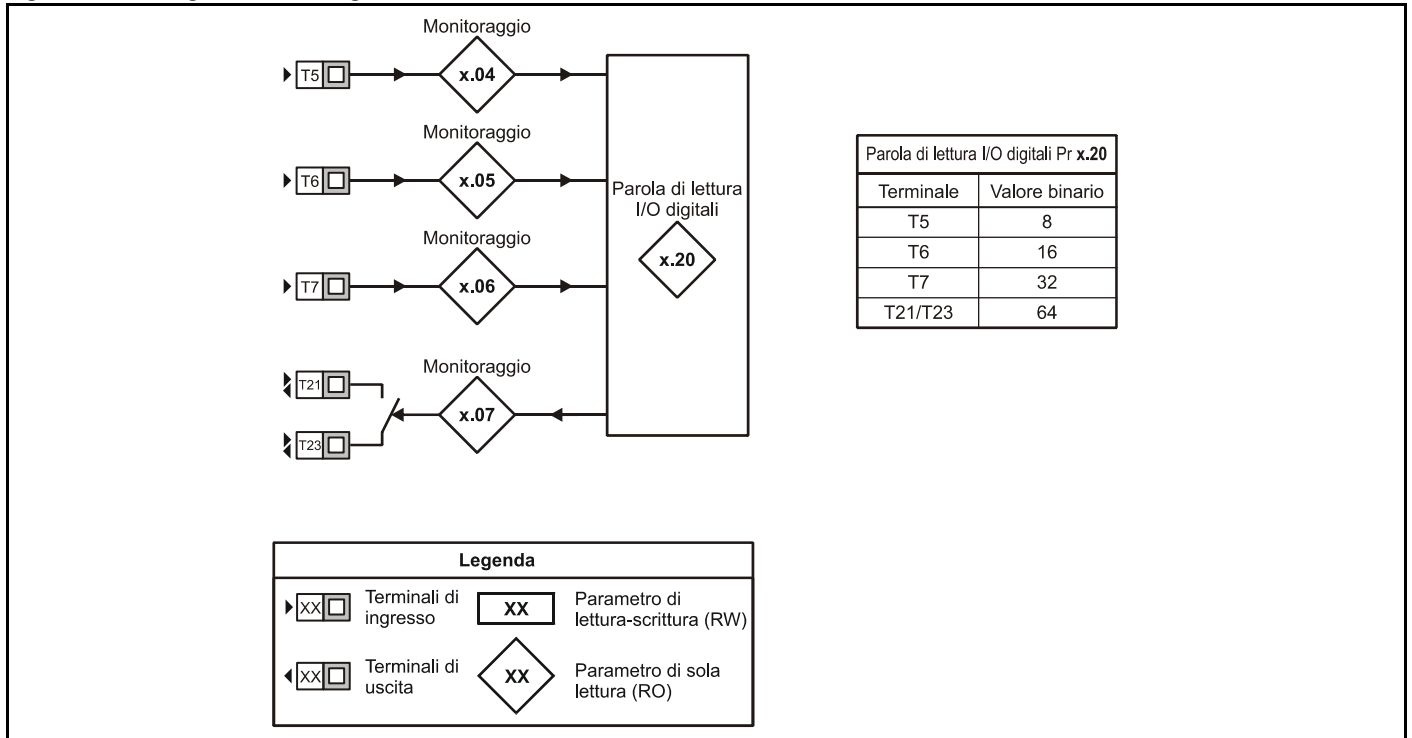 Monitoraggio
T5
x.04
Monitoraggio
T6
x.05
Parola di lettura
I/O digitali
x.20
Monitoraggio
T7
x.06
Monitoraggio
T21
x.07
T23
Parola di lettura I/O digitali Pr x.20
Terminale Valore binario
T5 8
T6 16
T7 32
T21/T23 64
Legenda
XX Terminali di
ingresso
XX Parametro di
lettura-scrittura (RW)
XX Terminali di
uscita
XX Parametro di sola
lettura (RO)